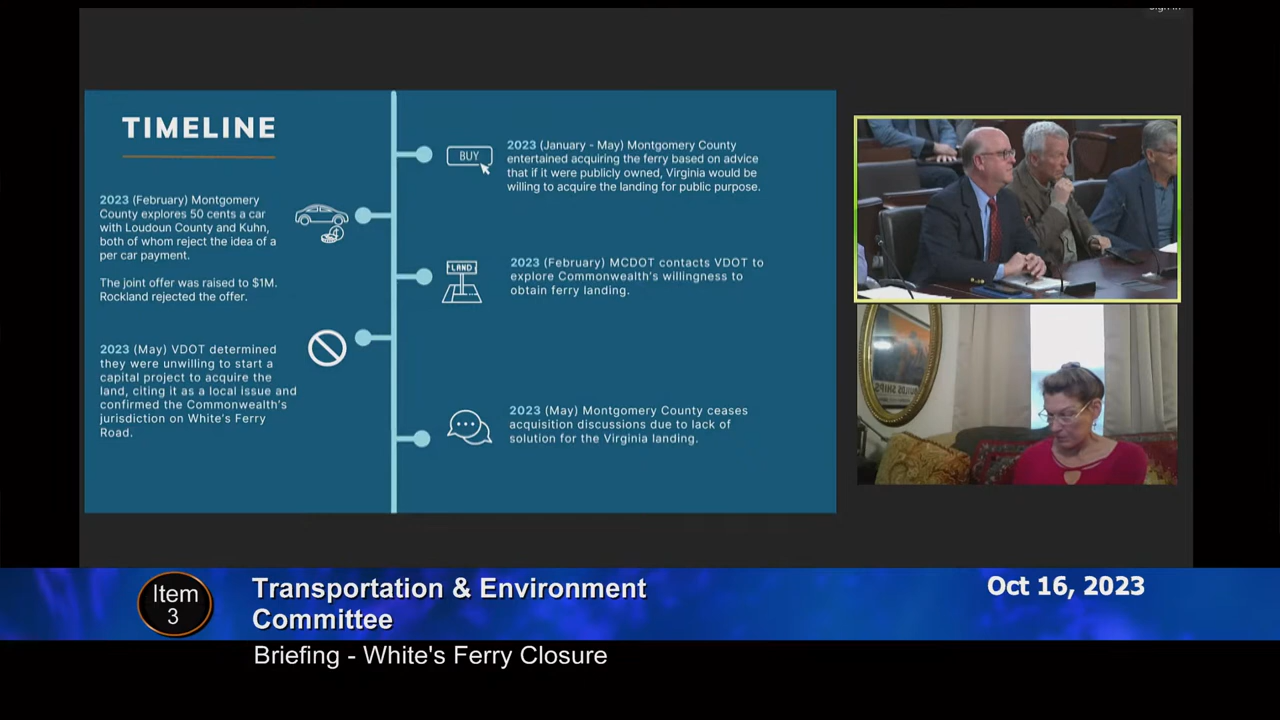 Sign in
TIMELINE
2023 (February) Montgomery
County explores 50 cents a car
with Loudoun County and Kuhn,
both of whom reject the idea of a
per car payment.
The joint offer was raised to $1M.
Rockland rejected the offer.
2023 (May) VDOT determined
they were unwilling to start a
capital project to acquire the
land, citing it as a local issue and
confirmed the Commonwealth's
jurisdiction on White's Ferry
Road.
BUY
2023 (January - May) Montgomery County
entertained acquiring the ferry based on advice
that if it were publicly owned, Virginia would be
willing to acquire the landing for public purpose.
LAND
2023 (February) MCDOT contacts VDOT to
explore Commonwealth's willingness to
obtain ferry landing.
2023 (May) Montgomery County ceases
acquisition discussions due to lack of
solution for the Virginia landing.
Item
3
Transportation & Environment
Committee
Oct 16, 2023
Briefing - White's Ferry Closure